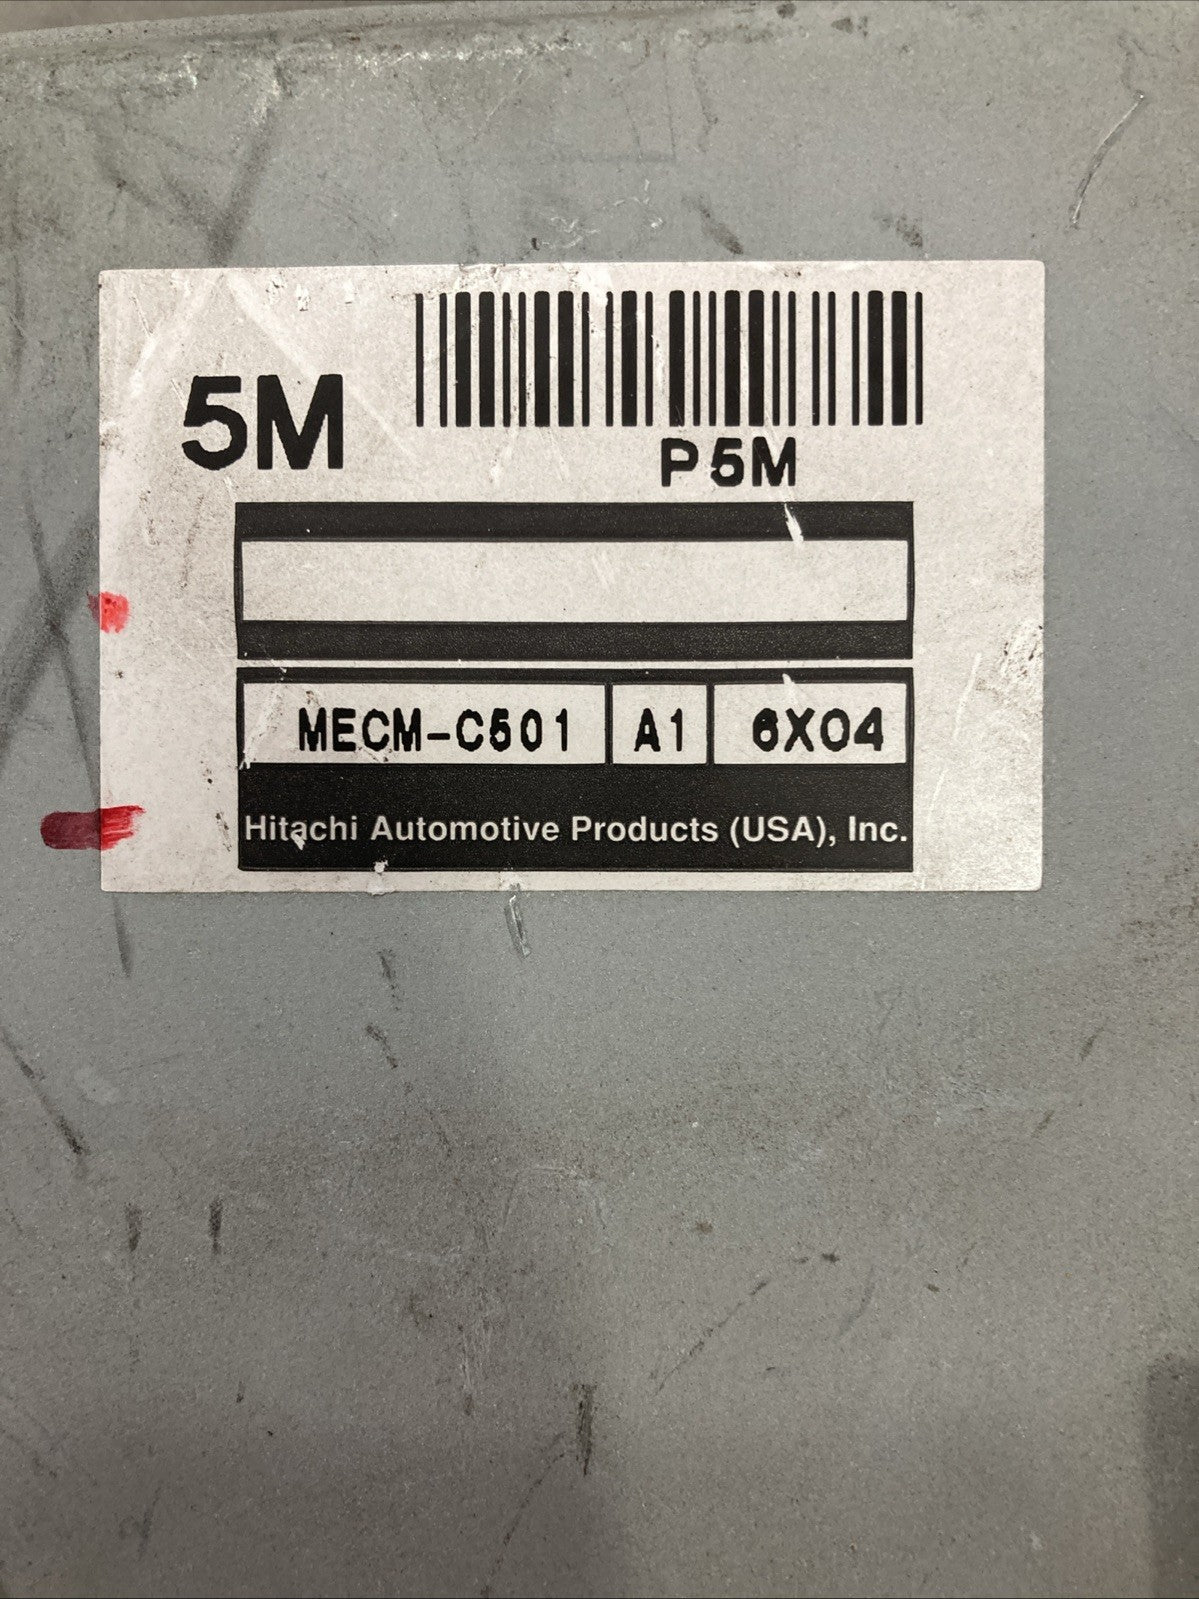 5M
P5M
MECM-C501 A1 6X04
Hitachi Automotive Products (USA), Inc.